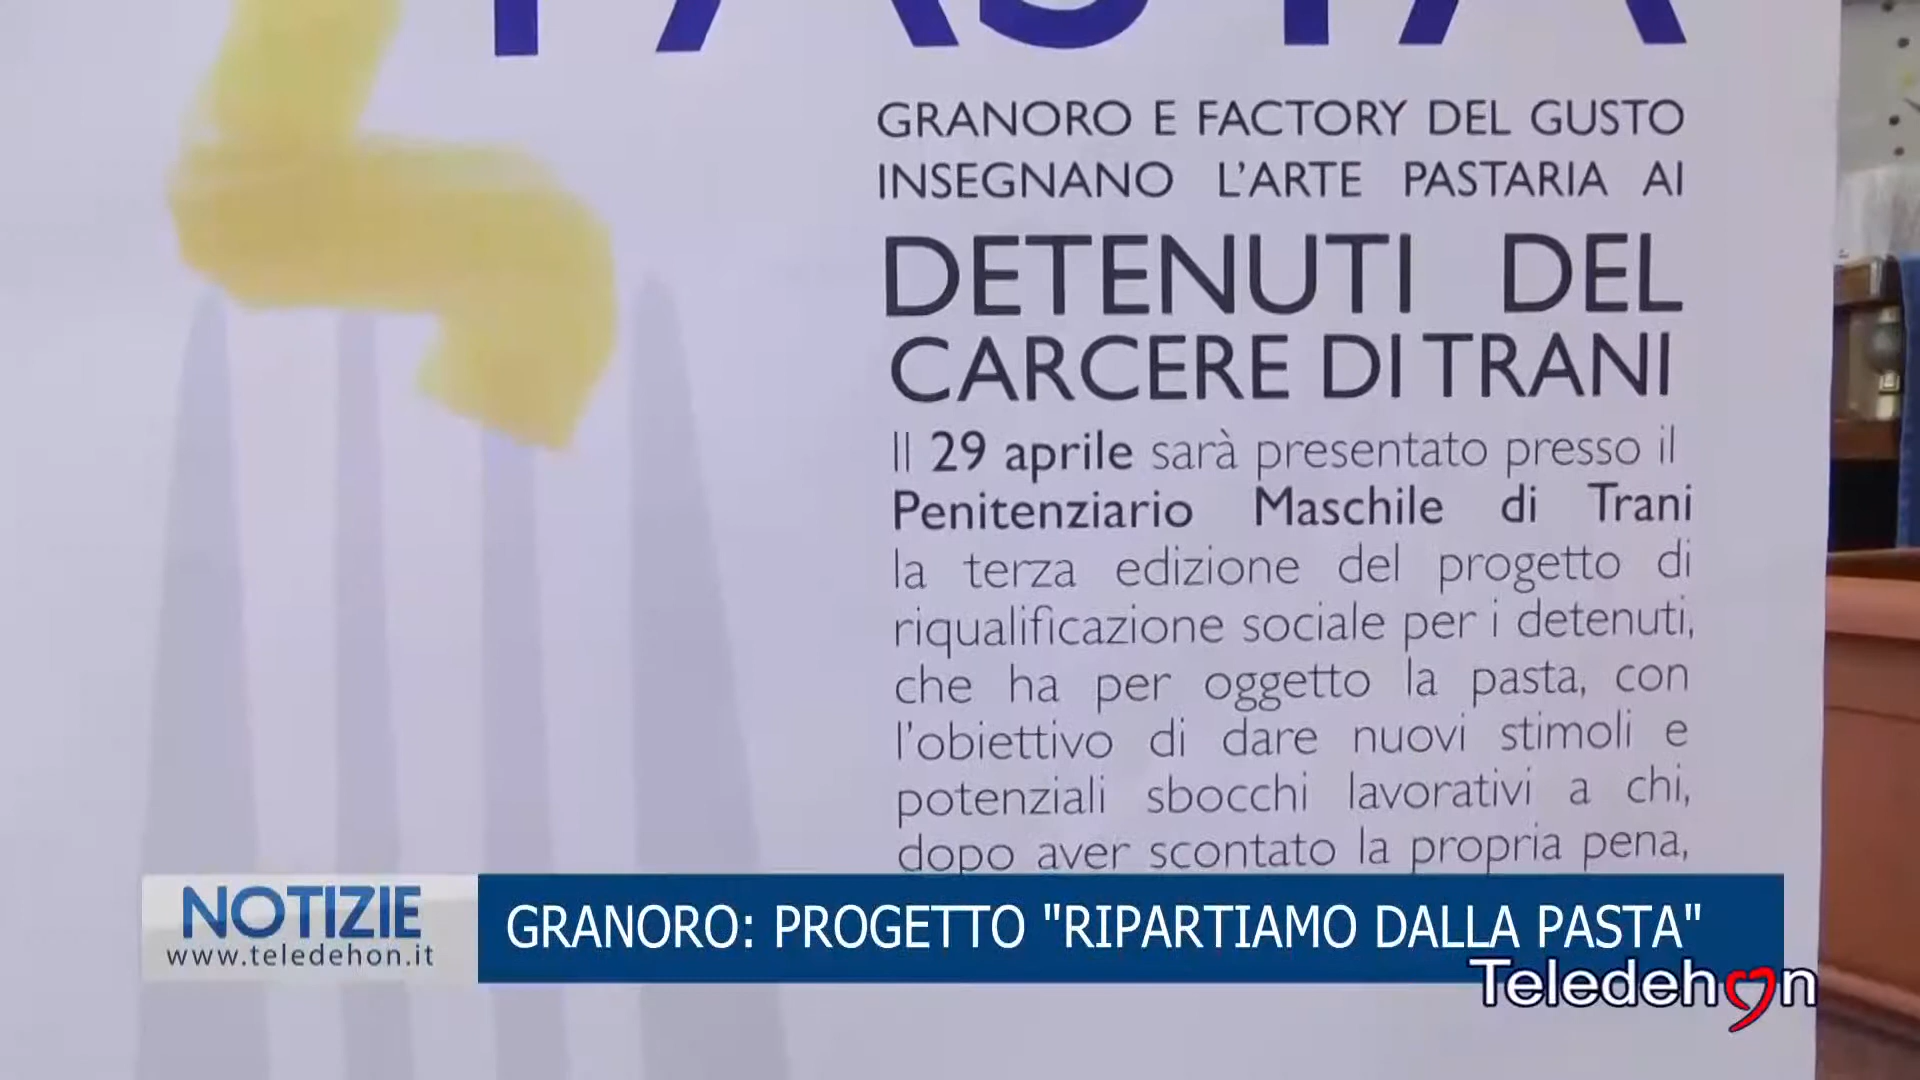 PASTA
GRANORO E FACTORY DEL GUSTO
INSEGNANO L'ARTE PASTARIA AI
DETENUTI DEL
CARCERE DI TRANI
Il 29 aprile sarà presentato presso il
Penitenziario Maschile di Trani
la terza edizione del progetto di
riqualificazione sociale per i detenuti,
che ha per oggetto la pasta, con
l'obiettivo di dare nuovi stimoli e
potenziali sbocchi lavorativi a chi,
dopo aver scontato la propria pena,
NOTIZIE
www.teledehon.it
GRANORO: PROGETTO "RIPARTIAMO DALLA PASTA"
Teledehon